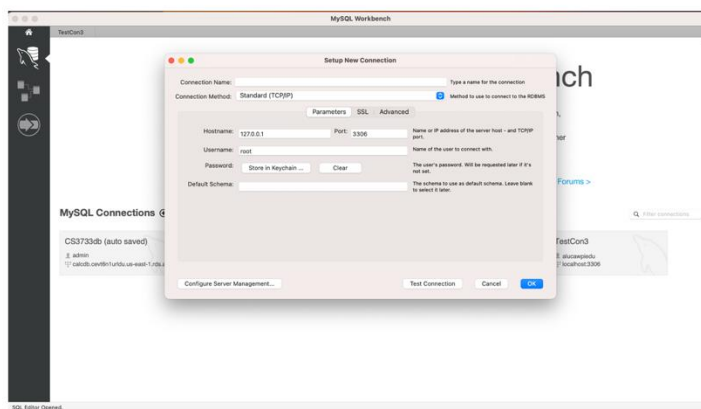 MySQL Workbench
TestCon3
Setup New Connection
Connection Name:
Type a name for the connection
Connection Method:
Standard (TCP/IP)
Method to use to connect to the RDBMS
Parameters
SSL
Advanced
Hostname:
127.0.0.1
Port:
3306
Name or IP address of the server host - and TCP/IP
port.
Username:
root
Name of the user to connect with.
Password:
Store in Keychain ...
Clear
The user's password. Will be requested later if it's
not set.
Default Schema:
The schema to use as default schema. Leave blank
to select it later.
Configure Server Management...
Test Connection
Cancel
OK
nch
Forums >
MySQL Connections
Filter connections
CS3733db (auto saved)
admin
TestCon3
localhost:3306
SQL Editor Opened.